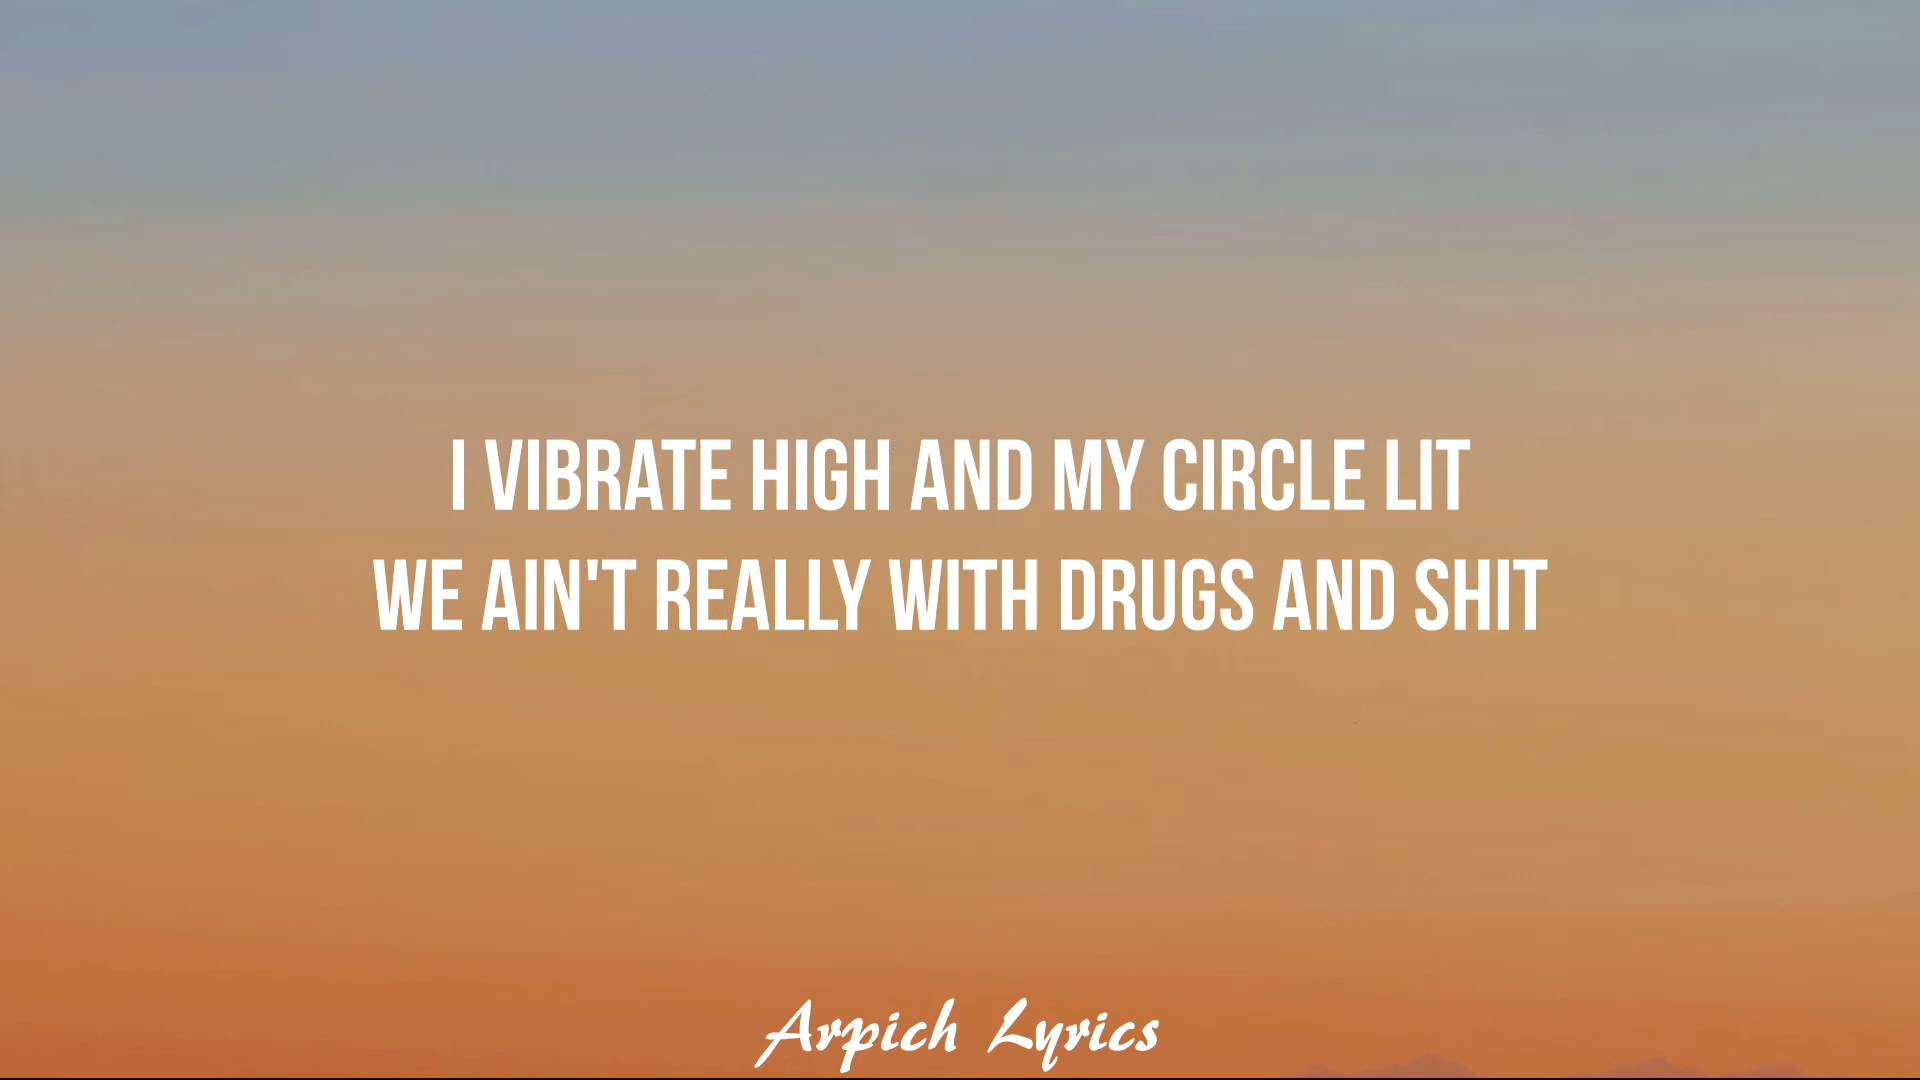 I VIBRATE HIGH AND MY CIRCLE LIT
WE AIN'T REALLY WITH DRUGS AND SHIT
Arpich Lyrics